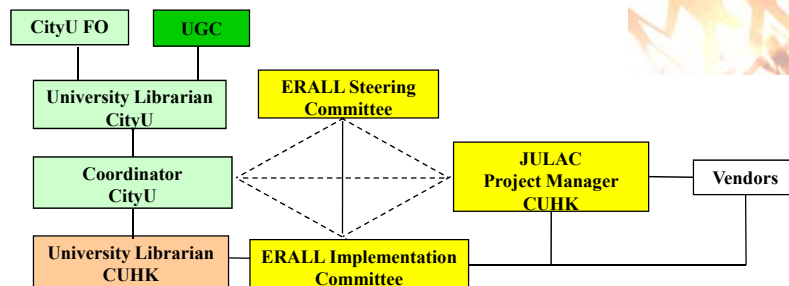 CityU FO
UGC
University Librarian
CityU
ERALL Steering
Committee
Coordinator
CityU
JULAC
Project Manager
CUHK
Vendors
University Librarian
CUHK
ERALL Implementation
Committee